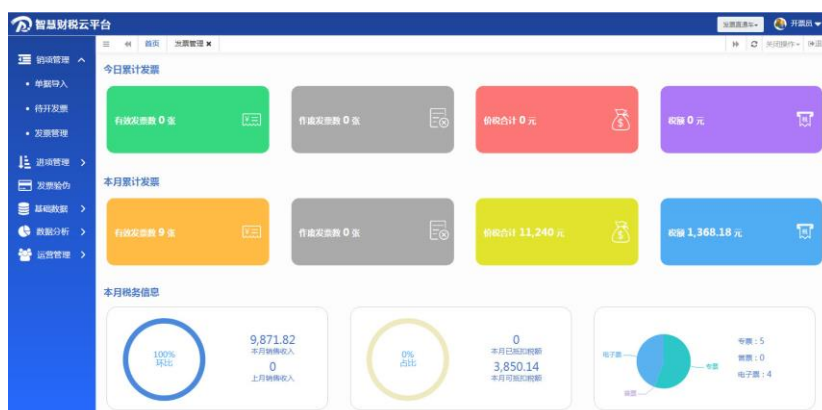 智慧财税云平台
开票员
首页
发票管理
关闭操作
销项管理
单据导入
待开发票
发票管理
进项管理
发票验伪
基础数据
数据分析
运营管理
今日累计发票
有效发票数 0 张
作废发票数 0 张
价税合计 0 元
税额 0 元
本月累计发票
有效发票数 9 张
作废发票数 0 张
价税合计 11,240 元
税额 1,368.18 元
本月税务信息
100%
环比
9,871.82
本月销售收入
0
上月销售收入
0%
占比
0
本月已抵扣税额
3,850.14
本月可抵扣税额
电子票
专票
专票：5
普票：0
电子票：4